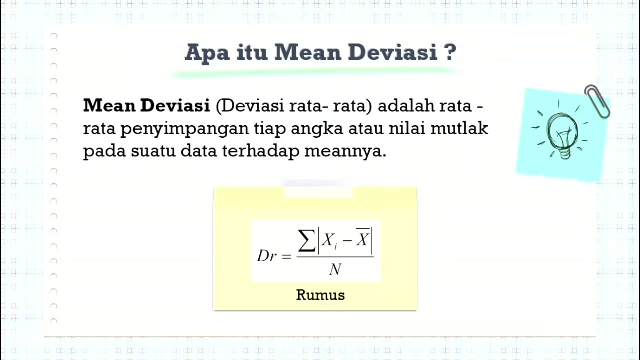 Apa itu Mean Deviasi ?
Mean Deviasi (Deviasi rata- rata) adalah rata -
rata penyimpangan tiap angka atau nilai mutlak
pada suatu data terhadap meannya.
Dr = ∑|Xᵢ − X̅| / N
Rumus